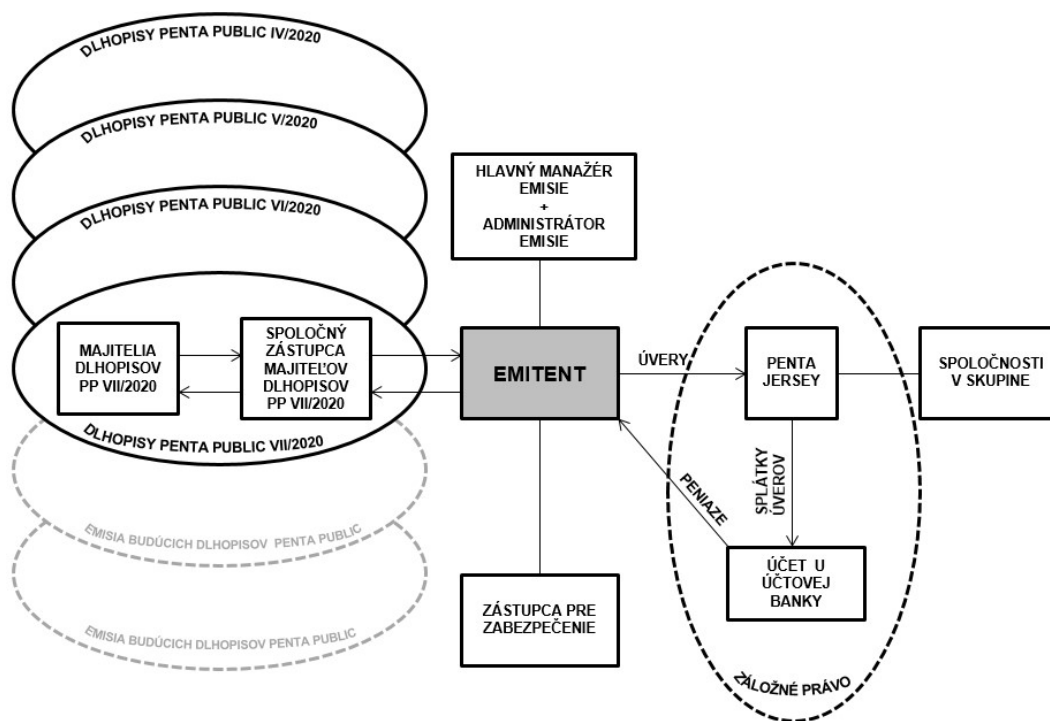 DLHOPISY PENTA PUBLIC IV/2020
DLHOPISY PENTA PUBLIC V/2020
DLHOPISY PENTA PUBLIC VI/2020
MAJITELIA
DLHOPISOV
PP VII/2020
SPOLOČNÝ
ZÁSTUPCA
MAJITEĽOV
DLHOPISOV
PP VII/2020
DLHOPISY PENTA PUBLIC VII/2020
EMISIA BUDÚCICH DLHOPISOV PENTA PUBLIC
EMISIA BUDÚCICH DLHOPISOV PENTA PUBLIC
HLAVNÝ MANAŽÉR
EMISIE
+
ADMINISTRÁTOR
EMISIE
EMITENT
ZÁSTUPCA PRE
ZABEZPEČENIE
ÚVERY
PENTA
JERSEY
SPOLOČNOSTI
V SKUPINE
PENIAZE
SPLÁTKY
ÚVEROV
ÚČET U
ÚČTOVEJ
BANKY
ZÁLOŽNÉ PRÁVO